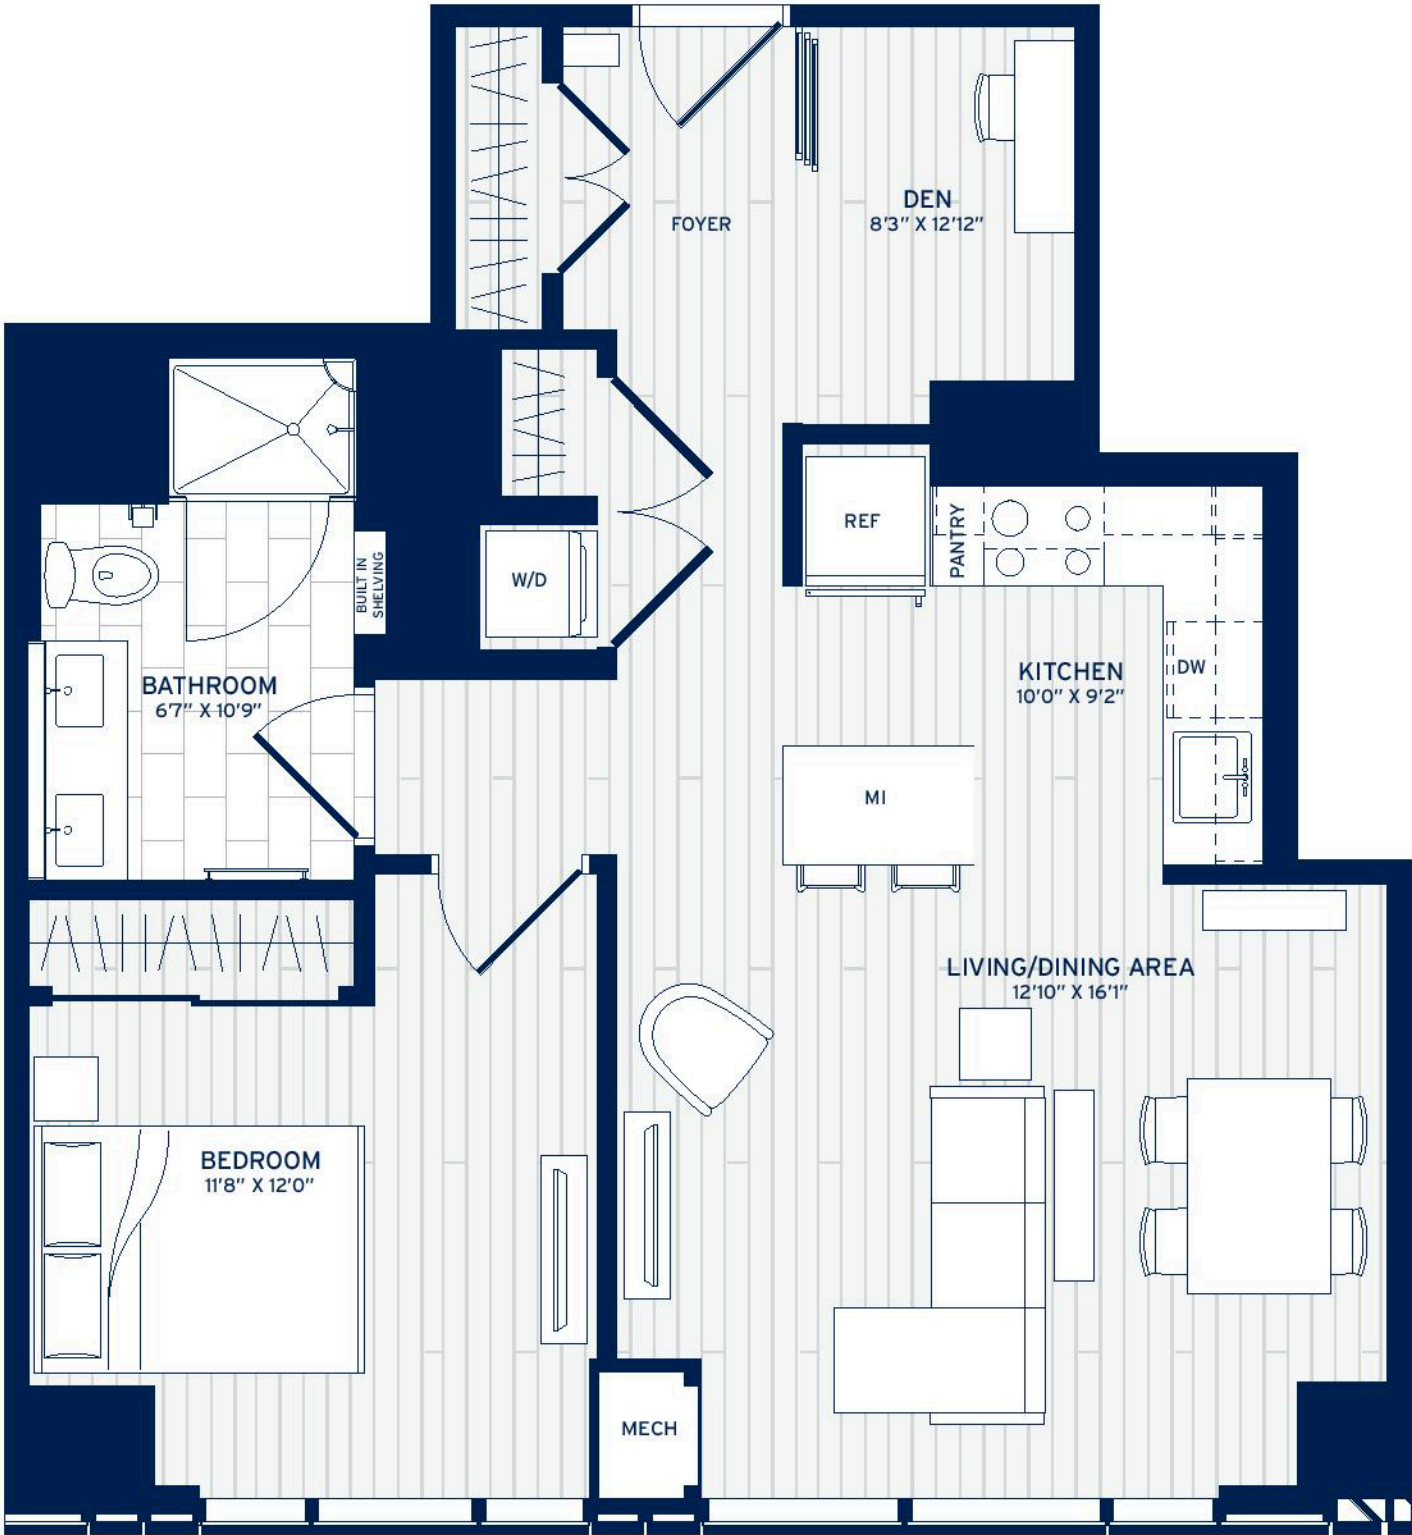 DEN
8'3" X 12'12"
FOYER
REF
PANTRY
W/D
BUILT IN
SHELVING
KITCHEN
10'0" X 9'2"
DW
BATHROOM
6'7" X 10'9"
MI
LIVING/DINING AREA
12'10" X 16'1"
BEDROOM
11'8" X 12'0"
MECH